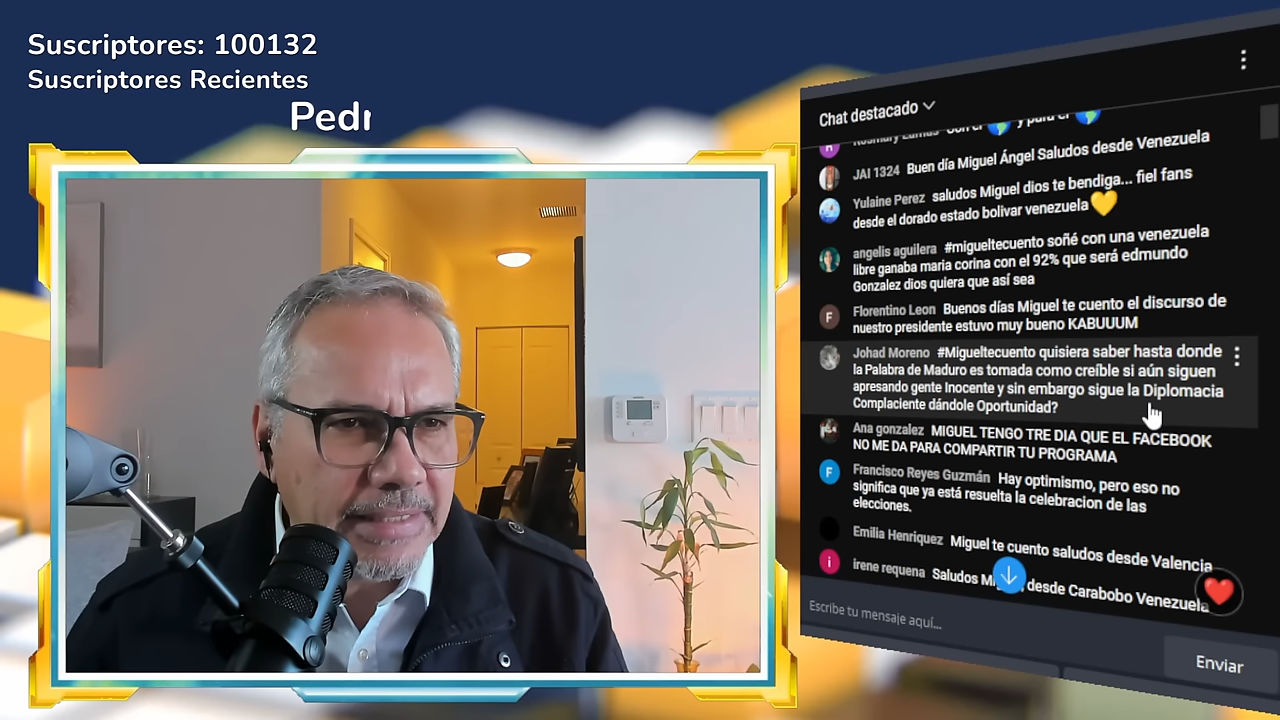 Suscriptores: 100132
Suscriptores Recientes
Pedr
Chat destacado
y para el
JAI 1324 Buen día Miguel Ángel Saludos desde Venezuela
Yulaine Perez saludos Miguel dios te bendiga... fiel fans
desde el dorado estado bolivar venezuela💛
angelis aguilera #migueltecuento soñé con una venezuela
libre ganaba maria corina con el 92% que será edmundo
Gonzalez dios quiera que así sea
F
Florentino Leon Buenos días Miguel te cuento el discurso de
nuestro presidente estuvo muy bueno KABUUUM
Johad Moreno #Migueltecuento quisiera saber hasta donde
la Palabra de Maduro es tomada como creíble si aún siguen
apresando gente Inocente y sin embargo sigue la Diplomacia
Complaciente dándole Oportunidad?
Ana gonzalez MIGUEL TENGO TRE DIA QUE EL FACEBOOK
NO ME DA PARA COMPARTIR TU PROGRAMA
F
Francisco Reyes Guzmán Hay optimismo, pero eso no
significa que ya está resuelta la celebracion de las
elecciones.
Emilia Henriquez Miguel te cuento saludos desde Valencia
i
irene requena Saludos desde Carabobo Venezuela
Escribe tu mensaje aquí...
Enviar